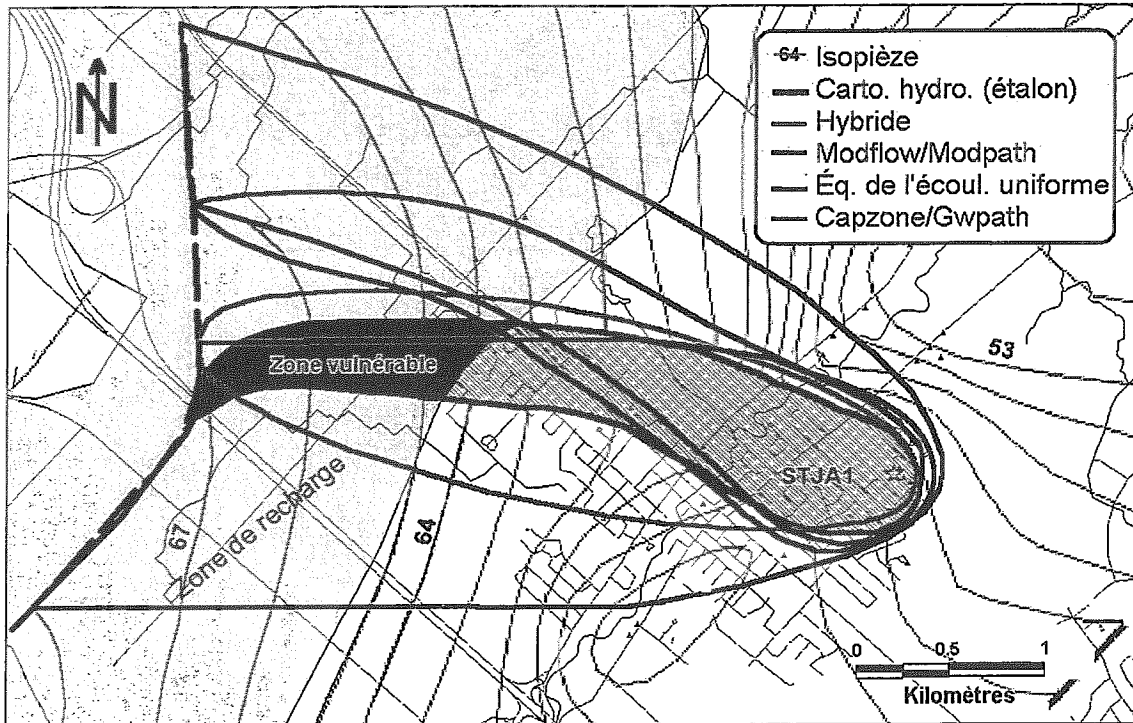 N
64 Isopièze
Carto. hydro. (étalon)
Hybride
Modflow/Modpath
Éq. de l'écoul. uniforme
Capzone/Gwpath
53
Zone vulnérable
STJA1
Zone de recharge
67
64
0 0,5 1
Kilomètres